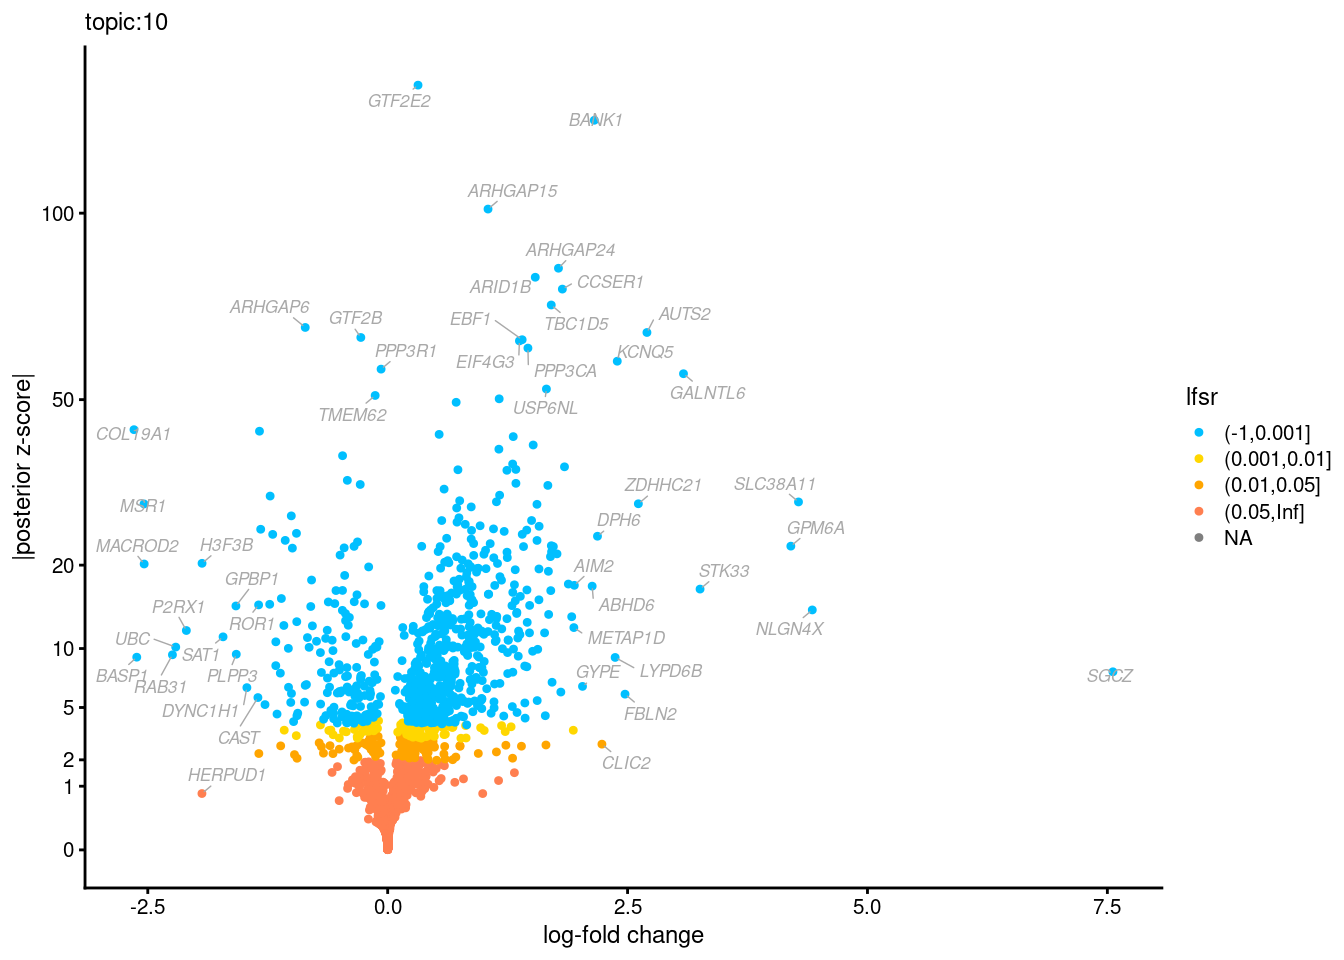 topic:10
GTF2E2
BANK1
ARHGAP15
100
ARHGAP24
ARID1B
CCSER1
ARHGAP6
GTF2B
EBF1
TBC1D5
AUTS2
PPP3R1
EIF4G3
PPP3CA
KCNQ5
GALNTL6
50
TMEM62
USP6NL
COL19A1
MSR1
ZDHHC21
SLC38A11
DPH6
GPM6A
MACROD2
H3F3B
20
GPBP1
AIM2
STK33
P2RX1
ROR1
ABHD6
UBC
SAT1
METAP1D
NLGN4X
10
BASP1
RAB31
PLPP3
GYPE
LYPD6B
SGCZ
5
DYNC1H1
FBLN2
CAST
2
CLIC2
HERPUD1
1
0
-2.5
0.0
2.5
5.0
7.5
log-fold change
|posterior z-score|
lfsr
(-1,0.001]
(0.001,0.01]
(0.01,0.05]
(0.05,Inf]
NA